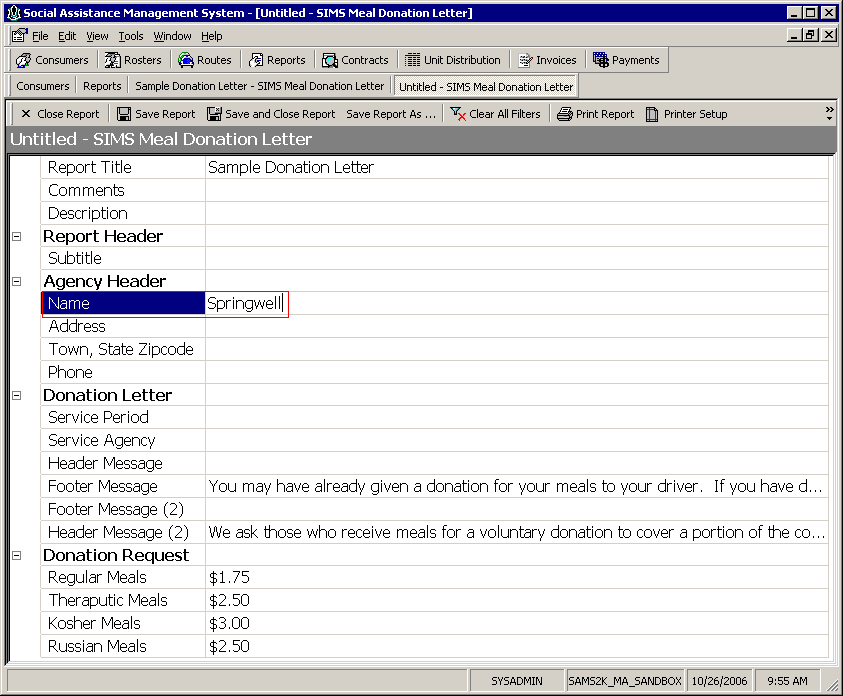 Social Assistance Management System - [Untitled - SIMS Meal Donation Letter]
File Edit View Tools Window Help
Consumers Rosters Routes Reports Contracts Unit Distribution Invoices Payments
Consumers Reports Sample Donation Letter - SIMS Meal Donation Letter Untitled - SIMS Meal Donation Letter
Close Report Save Report Save and Close Report Save Report As ... Clear All Filters Print Report Printer Setup
Untitled - SIMS Meal Donation Letter
Report Title Sample Donation Letter
Comments
Description
Report Header
Subtitle
Agency Header
Name Springwell
Address
Town, State Zipcode
Phone
Donation Letter
Service Period
Service Agency
Header Message
Footer Message You may have already given a donation for your meals to your driver.  If you have d...
Footer Message (2)
Header Message (2) We ask those who receive meals for a voluntary donation to cover a portion of the co...
Donation Request
Regular Meals $1.75
Theraputic Meals $2.50
Kosher Meals $3.00
Russian Meals $2.50
SYSADMIN SAMS2K_MA_SANDBOX 10/26/2006 9:55 AM